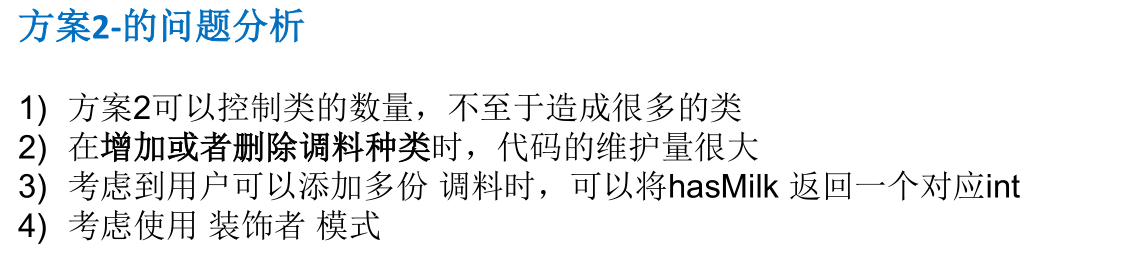 方案2-的问题分析
1) 方案2可以控制类的数量，不至于造成很多的类
2) 在增加或者删除调料种类时，代码的维护量很大
3) 考虑到用户可以添加多份 调料时，可以将hasMilk 返回一个对应int
4) 考虑使用 装饰者 模式